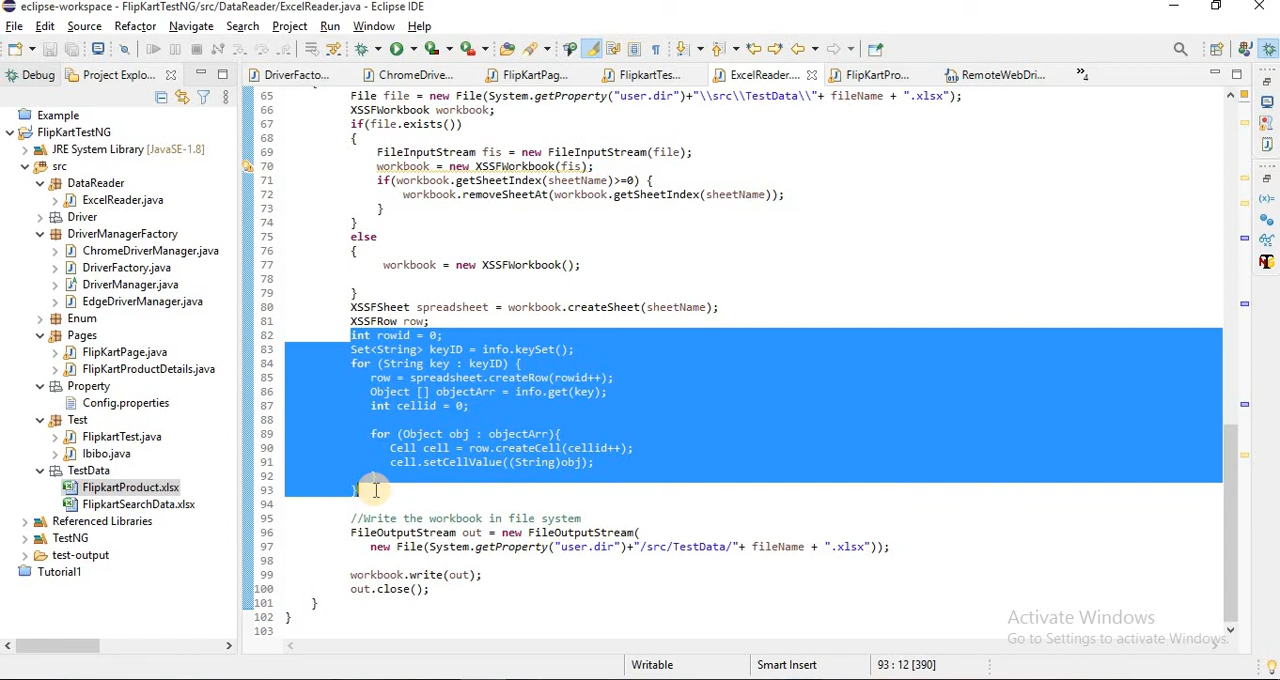 eclipse-workspace - FlipKartTestNG/src/DataReader/ExcelReader.java - Eclipse IDE
File Edit Source Refactor Navigate Search Project Run Window Help
Debug Project Explo... DriverFacto... ChromeDrive... FlipKartPag... FlipkartTes... ExcelReader.... FlipKartPro... RemoteWebDri... »4
Example
FlipKartTestNG
JRE System Library [JavaSE-1.8]
src
DataReader
ExcelReader.java
Driver
DriverManagerFactory
ChromeDriverManager.java
DriverFactory.java
DriverManager.java
EdgeDriverManager.java
Enum
Pages
FlipKartPage.java
FlipKartProductDetails.java
Property
Config.properties
Test
FlipkartTest.java
Ibibo.java
TestData
FlipkartProduct.xlsx
FlipkartSearchData.xlsx
Referenced Libraries
TestNG
test-output
Tutorial1
65 File file = new File(System.getProperty("user.dir")+"\\src\\TestData\\"+ fileName + ".xlsx");
66 XSSFWorkbook workbook;
67 if(file.exists())
68 {
69 FileInputStream fis = new FileInputStream(file);
70 workbook = new XSSFWorkbook(fis);
71 if(workbook.getSheetIndex(sheetName)>=0) {
72 workbook.removeSheetAt(workbook.getSheetIndex(sheetName));
73 }
74 }
75 else
76 {
77 workbook = new XSSFWorkbook();
78
79 }
80 XSSFSheet spreadsheet = workbook.createSheet(sheetName);
81 XSSFRow row;
82 int rowid = 0;
83 Set<String> keyID = info.keySet();
84 for (String key : keyID) {
85 row = spreadsheet.createRow(rowid++);
86 Object [] objectArr = info.get(key);
87 int cellid = 0;
88
89 for (Object obj : objectArr){
90 Cell cell = row.createCell(cellid++);
91 cell.setCellValue((String)obj);
92 }
93 }
94
95 //Write the workbook in file system
96 FileOutputStream out = new FileOutputStream(
97 new File(System.getProperty("user.dir")+"/src/TestData/"+ fileName + ".xlsx"));
98
99 workbook.write(out);
100 out.close();
101 }
102 }
103
Activate Windows
Go to Settings to activate Windows.
Writable Smart Insert 93 : 12 [390]